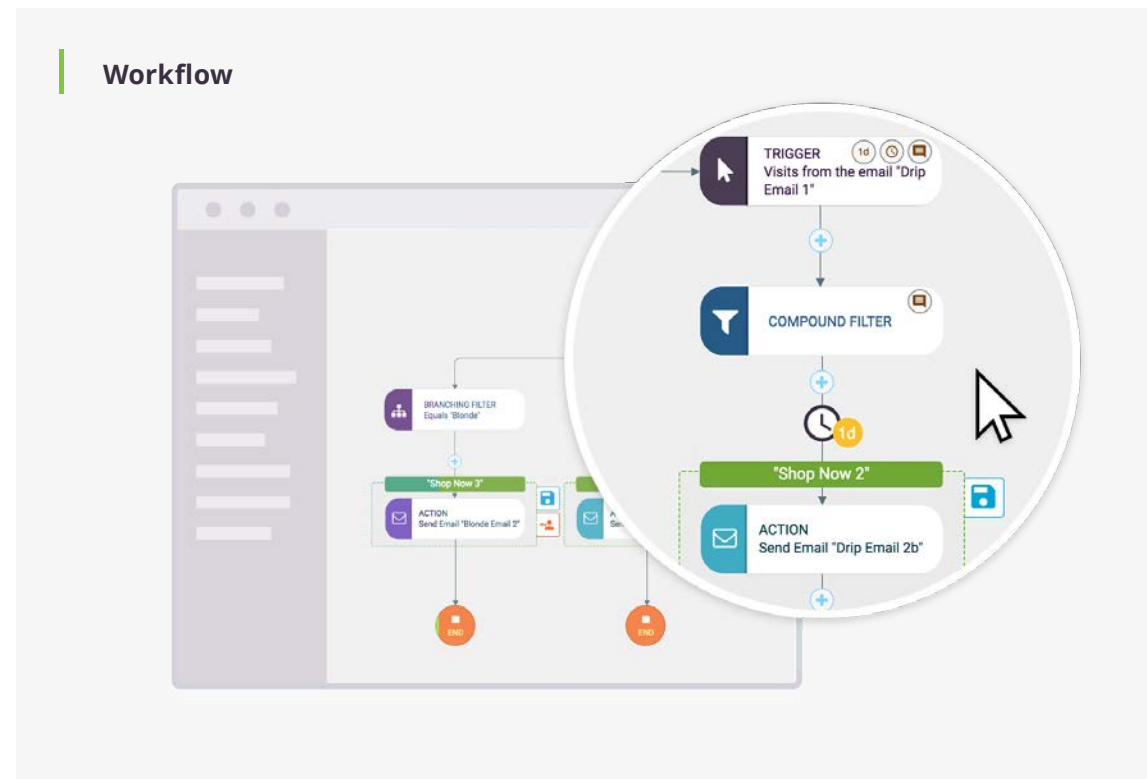 Workflow
TRIGGER
1d
Visits from the email "Drip
Email 1"
COMPOUND FILTER
1d
"Shop Now 2"
ACTION
Send Email "Drip Email 2b"
BRANCHING FILTER
Equals "Blonde"
"Shop Now 3"
ACTION
Send Email "Blonde Email 2"
END
END